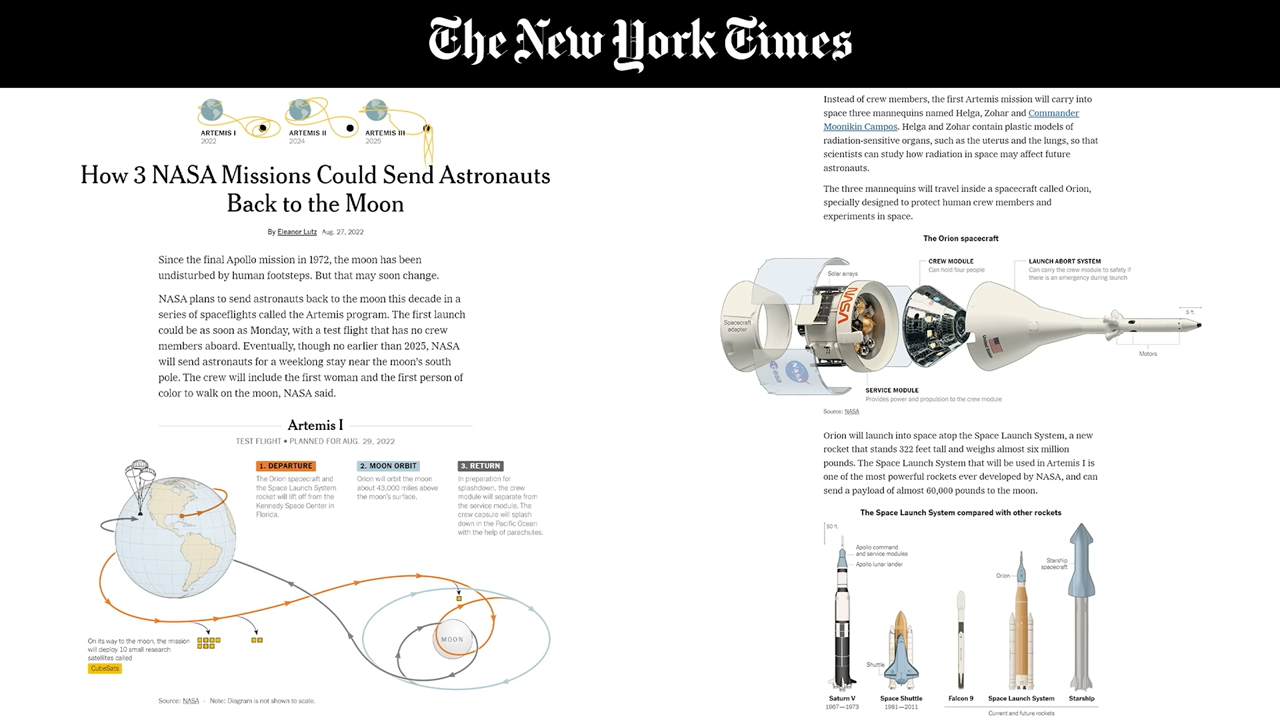 The New York Times
ARTEMIS I
2022
ARTEMIS II
2024
ARTEMIS III
2025
How 3 NASA Missions Could Send Astronauts
Back to the Moon
By Eleanor Lutz Aug. 27, 2022
Since the final Apollo mission in 1972, the moon has been
undisturbed by human footsteps. But that may soon change.
NASA plans to send astronauts back to the moon this decade in a
series of spaceflights called the Artemis program. The first launch
could be as soon as Monday, with a test flight that has no crew
members aboard. Eventually, though no earlier than 2025, NASA
will send astronauts for a weeklong stay near the moon's south
pole. The crew will include the first woman and the first person of
color to walk on the moon, NASA said.
Artemis I
TEST FLIGHT • PLANNED FOR AUG. 29, 2022
1. DEPARTURE
The Orion spacecraft and
the Space Launch System
rocket will lift off from the
Kennedy Space Center in
Florida.
2. MOON ORBIT
Orion will orbit the moon
about 43,000 miles above
the moon's surface.
3. RETURN
In preparation for
splashdown, the crew
module will separate from
the service module. The
crew capsule will splash
down in the Pacific Ocean
with the help of parachutes.
MOON
On its way to the moon, the mission
will deploy 10 small research
satellites called
CubeSats
Source: NASA • Note: Diagram is not shown to scale.
Instead of crew members, the first Artemis mission will carry into
space three mannequins named Helga, Zohar and Commander
Moonikin Campos. Helga and Zohar contain plastic models of
radiation-sensitive organs, such as the uterus and the lungs, so that
scientists can study how radiation in space may affect future
astronauts.
The three mannequins will travel inside a spacecraft called Orion,
specially designed to protect human crew members and
experiments in space.
The Orion spacecraft
Solar arrays
CREW MODULE
Can hold four people
LAUNCH ABORT SYSTEM
Can carry the crew module to safety if
there is an emergency during launch
Spacecraft
adapter
NASA
United States
5 ft.
Motors
esa
NASA
SERVICE MODULE
Provides power and propulsion to the crew module
Source: NASA
Orion will launch into space atop the Space Launch System, a new
rocket that stands 322 feet tall and weighs almost six million
pounds. The Space Launch System that will be used in Artemis I is
one of the most powerful rockets ever developed by NASA, and can
send a payload of almost 60,000 pounds to the moon.
The Space Launch System compared with other rockets
50 ft.
Apollo command
and service modules
Apollo lunar lander
Shuttle
Orion
Starship
spacecraft
Saturn V
1967—1973
Space Shuttle
1981—2011
Falcon 9
Space Launch System
Starship
Current and future rockets